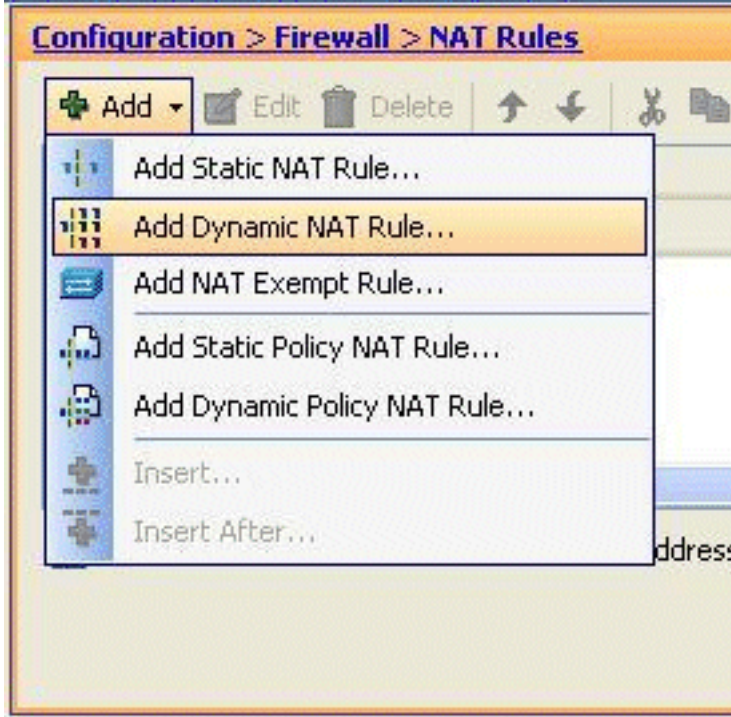 Configuration > Firewall > NAT Rules
Add Edit Delete
Add Static NAT Rule...
Add Dynamic NAT Rule...
Add NAT Exempt Rule...
Add Static Policy NAT Rule...
Add Dynamic Policy NAT Rule...
Insert...
Insert After...
ddress